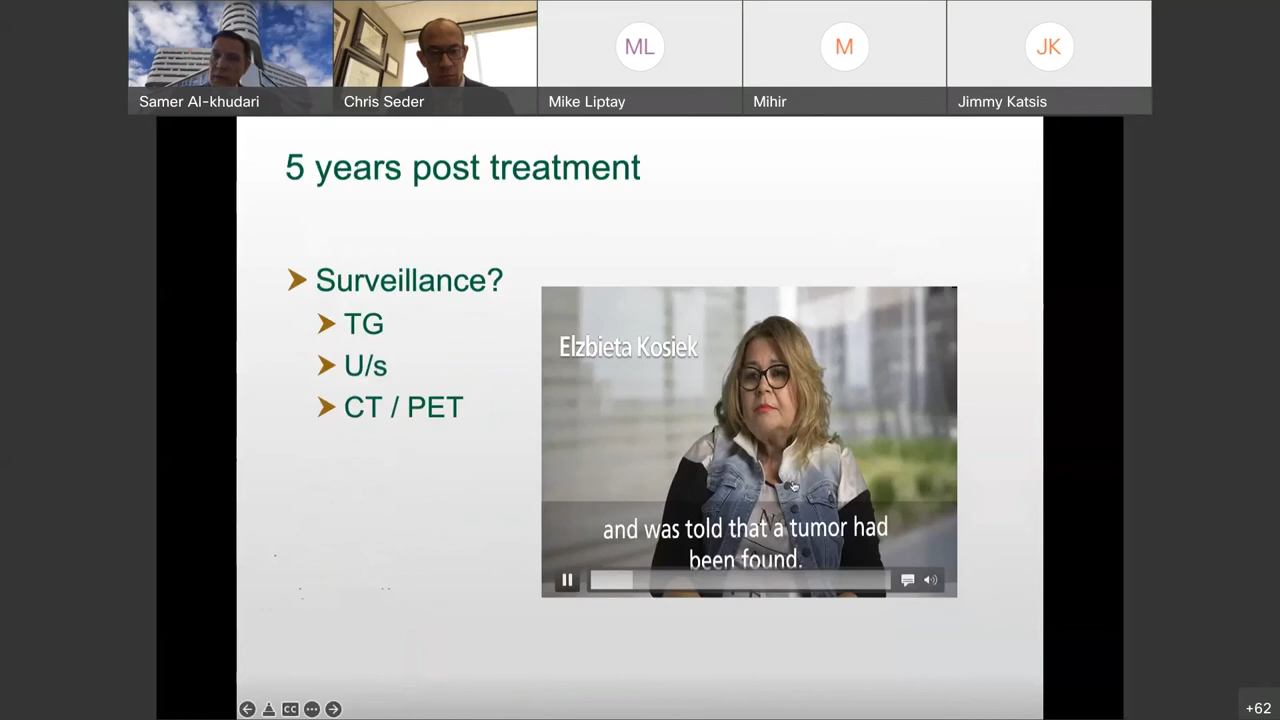 Samer Al-khudari
Chris Seder
ML
Mike Liptay
M
Mihir
JK
Jimmy Katsis
5 years post treatment
Surveillance?
TG
U/s
CT / PET
Elzbieta Kosiek
and was told that a tumor had
been found.
CC
+62